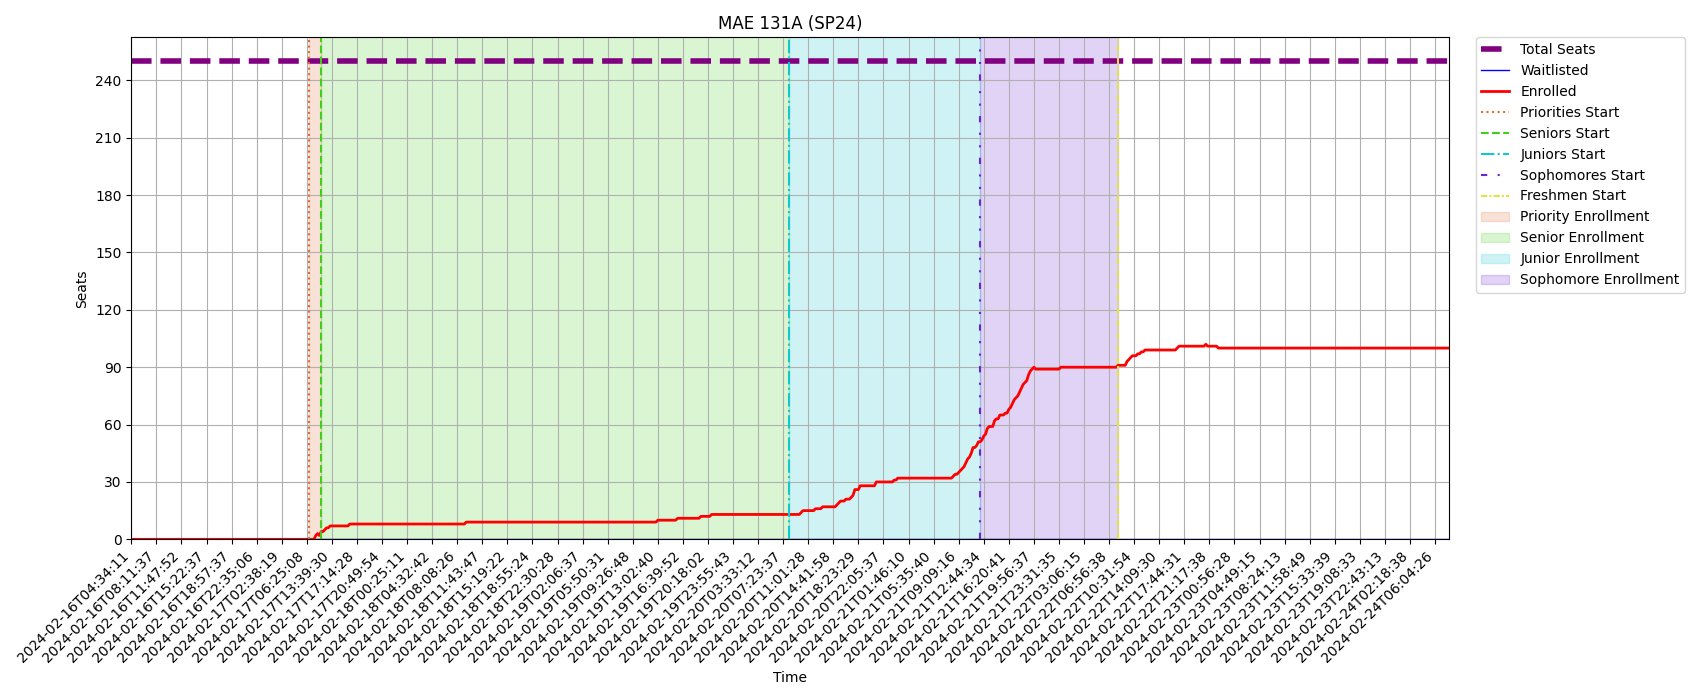 MAE 131A (SP24)
Seats
240
210
180
150
120
90
60
30
0
2024-02-16T04:34:11
2024-02-16T08:11:37
2024-02-16T11:47:52
2024-02-16T15:22:37
2024-02-16T18:57:37
2024-02-16T22:35:06
2024-02-17T02:38:19
2024-02-17T06:25:08
2024-02-17T13:39:30
2024-02-17T17:14:28
2024-02-17T20:49:54
2024-02-18T00:25:11
2024-02-18T04:32:42
2024-02-18T08:08:26
2024-02-18T11:43:47
2024-02-18T15:19:22
2024-02-18T18:55:24
2024-02-18T22:30:28
2024-02-19T02:06:37
2024-02-19T05:50:31
2024-02-19T09:26:48
2024-02-19T13:02:40
2024-02-19T16:39:52
2024-02-19T20:18:02
2024-02-19T23:55:43
2024-02-20T03:33:12
2024-02-20T07:23:37
2024-02-20T11:01:28
2024-02-20T14:41:58
2024-02-20T18:23:29
2024-02-20T22:05:37
2024-02-21T01:46:10
2024-02-21T05:35:40
2024-02-21T09:09:16
2024-02-21T12:44:34
2024-02-21T16:20:41
2024-02-21T19:56:37
2024-02-21T23:31:35
2024-02-22T03:06:15
2024-02-22T06:56:38
2024-02-22T10:31:54
2024-02-22T14:09:30
2024-02-22T17:44:31
2024-02-22T21:17:38
2024-02-23T00:56:28
2024-02-23T04:49:15
2024-02-23T08:24:13
2024-02-23T11:58:49
2024-02-23T15:33:39
2024-02-23T19:08:33
2024-02-23T22:43:13
2024-02-24T02:18:38
2024-02-24T06:04:26
Time
Total Seats
Waitlisted
Enrolled
Priorities Start
Seniors Start
Juniors Start
Sophomores Start
Freshmen Start
Priority Enrollment
Senior Enrollment
Junior Enrollment
Sophomore Enrollment